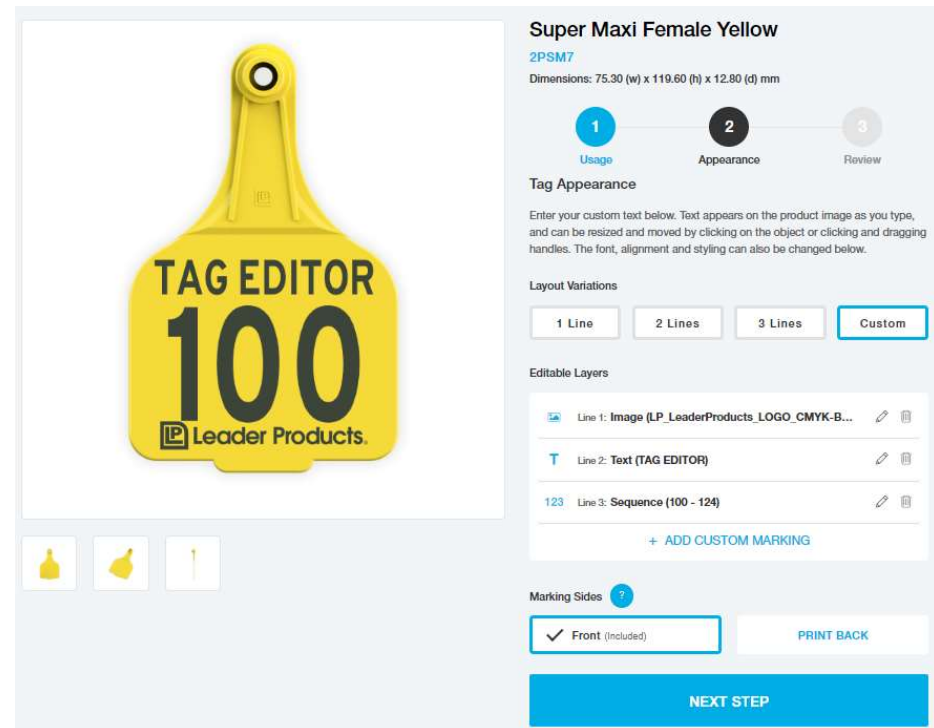 TAG EDITOR
100
LP Leader Products.
Super Maxi Female Yellow
2PSM7
Dimensions: 75.30 (w) x 119.60 (h) x 12.80 (d) mm
1
2
3
Usage
Appearance
Review
Tag Appearance
Enter your custom text below. Text appears on the product image as you type,
and can be resized and moved by clicking on the object or clicking and dragging
handles. The font, alignment and styling can also be changed below.
Layout Variations
1 Line
2 Lines
3 Lines
Custom
Editable Layers
Line 1: Image (LP_LeaderProducts_LOGO_CMYK-B...
T Line 2: Text (TAG EDITOR)
123 Line 3: Sequence (100 - 124)
+ ADD CUSTOM MARKING
Marking Sides ?
Front (Included)
PRINT BACK
NEXT STEP